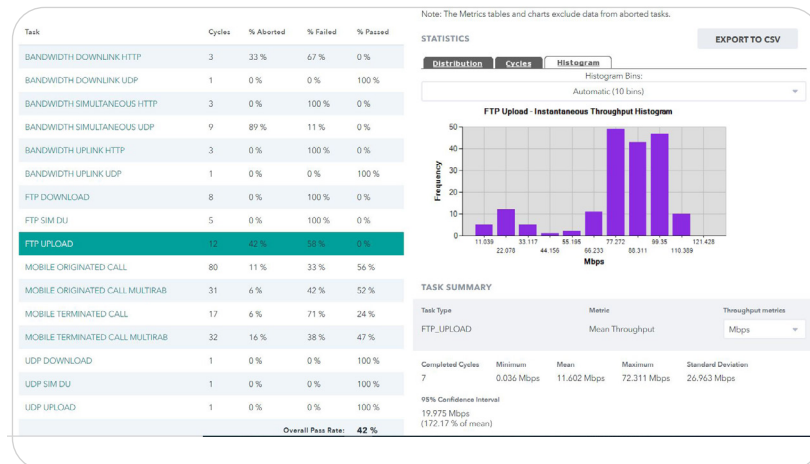 Task Cycles % Aborted % Failed % Passed
BANDWIDTH DOWNLINK HTTP 3 33 % 67 % 0 %
BANDWIDTH DOWNLINK UDP 1 0 % 0 % 100 %
BANDWIDTH SIMULTANEOUS HTTP 3 0 % 100 % 0 %
BANDWIDTH SIMULTANEOUS UDP 9 89 % 11 % 0 %
BANDWIDTH UPLINK HTTP 3 0 % 100 % 0 %
BANDWIDTH UPLINK UDP 1 0 % 0 % 100 %
FTP DOWNLOAD 8 0 % 100 % 0 %
FTP SIM DU 5 0 % 100 % 0 %
FTP UPLOAD 12 42 % 58 % 0 %
MOBILE ORIGINATED CALL 80 11 % 33 % 56 %
MOBILE ORIGINATED CALL MULTIRAB 31 6 % 42 % 52 %
MOBILE TERMINATED CALL 17 6 % 71 % 24 %
MOBILE TERMINATED CALL MULTIRAB 32 16 % 38 % 47 %
UDP DOWNLOAD 1 0 % 0 % 100 %
UDP SIM DU 1 0 % 0 % 100 %
UDP UPLOAD 1 0 % 0 % 100 %
Overall Pass Rate: 42 %
Note: The Metrics tables and charts exclude data from aborted tasks.
STATISTICS
EXPORT TO CSV
Distribution Cycles Histogram
Histogram Bins:
Automatic (10 bins)
FTP Upload - Instantaneous Throughput Histogram
Frequency
50
40
30
20
10
0
11.039 33.117 55.195 77.272 99.35 121.428
22.078 44.156 66.233 88.311 110.389
Mbps
TASK SUMMARY
Task Type Metric Throughput metrics
FTP_UPLOAD Mean Throughput Mbps
Completed Cycles Minimum Mean Maximum Standard Deviation
7 0.036 Mbps 11.602 Mbps 72.311 Mbps 26.963 Mbps
95% Confidence Interval
19.975 Mbps
(172.17 % of mean)